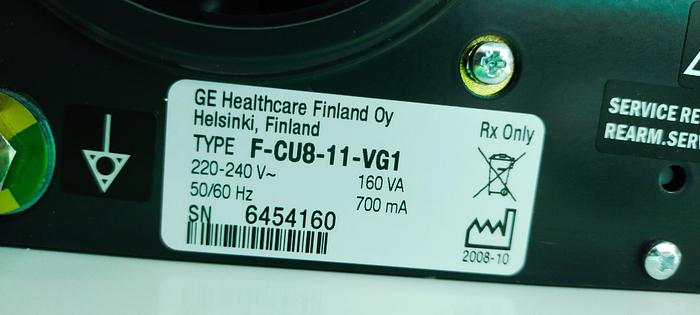 GE Healthcare Finland Oy
Helsinki, Finland
Rx Only
TYPE F-CU8-11-VG1
220-240 V~ 160 VA
50/60 Hz 700 mA
SN 6454160
2008-10
SERVICE RE
REARM.SERV